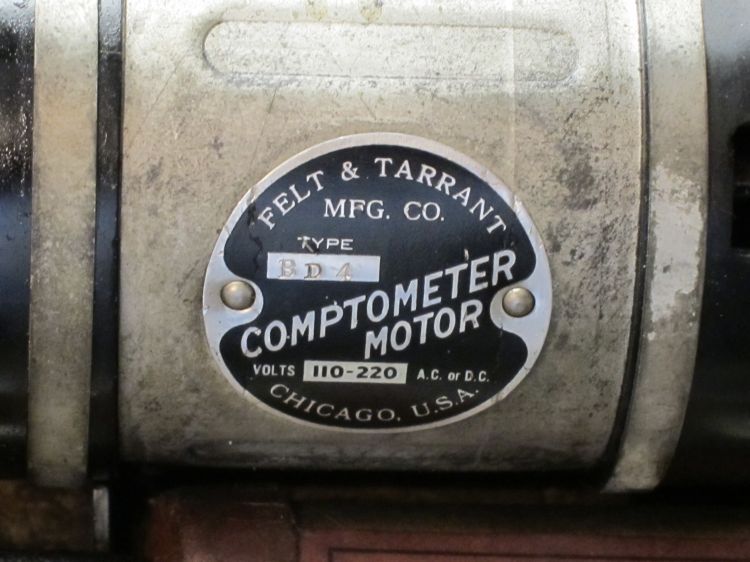 FELT & TARRANT
MFG. CO.
TYPE
BD4
COMPTOMETER
MOTOR
VOLTS 110-220 A.C. or D.C.
CHICAGO, U.S.A.